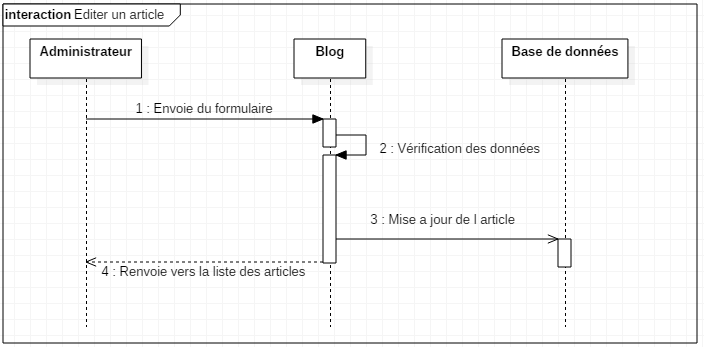 interaction Editer un article
Administrateur
Blog
Base de données
1 : Envoie du formulaire
2 : Vérification des données
3 : Mise a jour de l article
4 : Renvoie vers la liste des articles